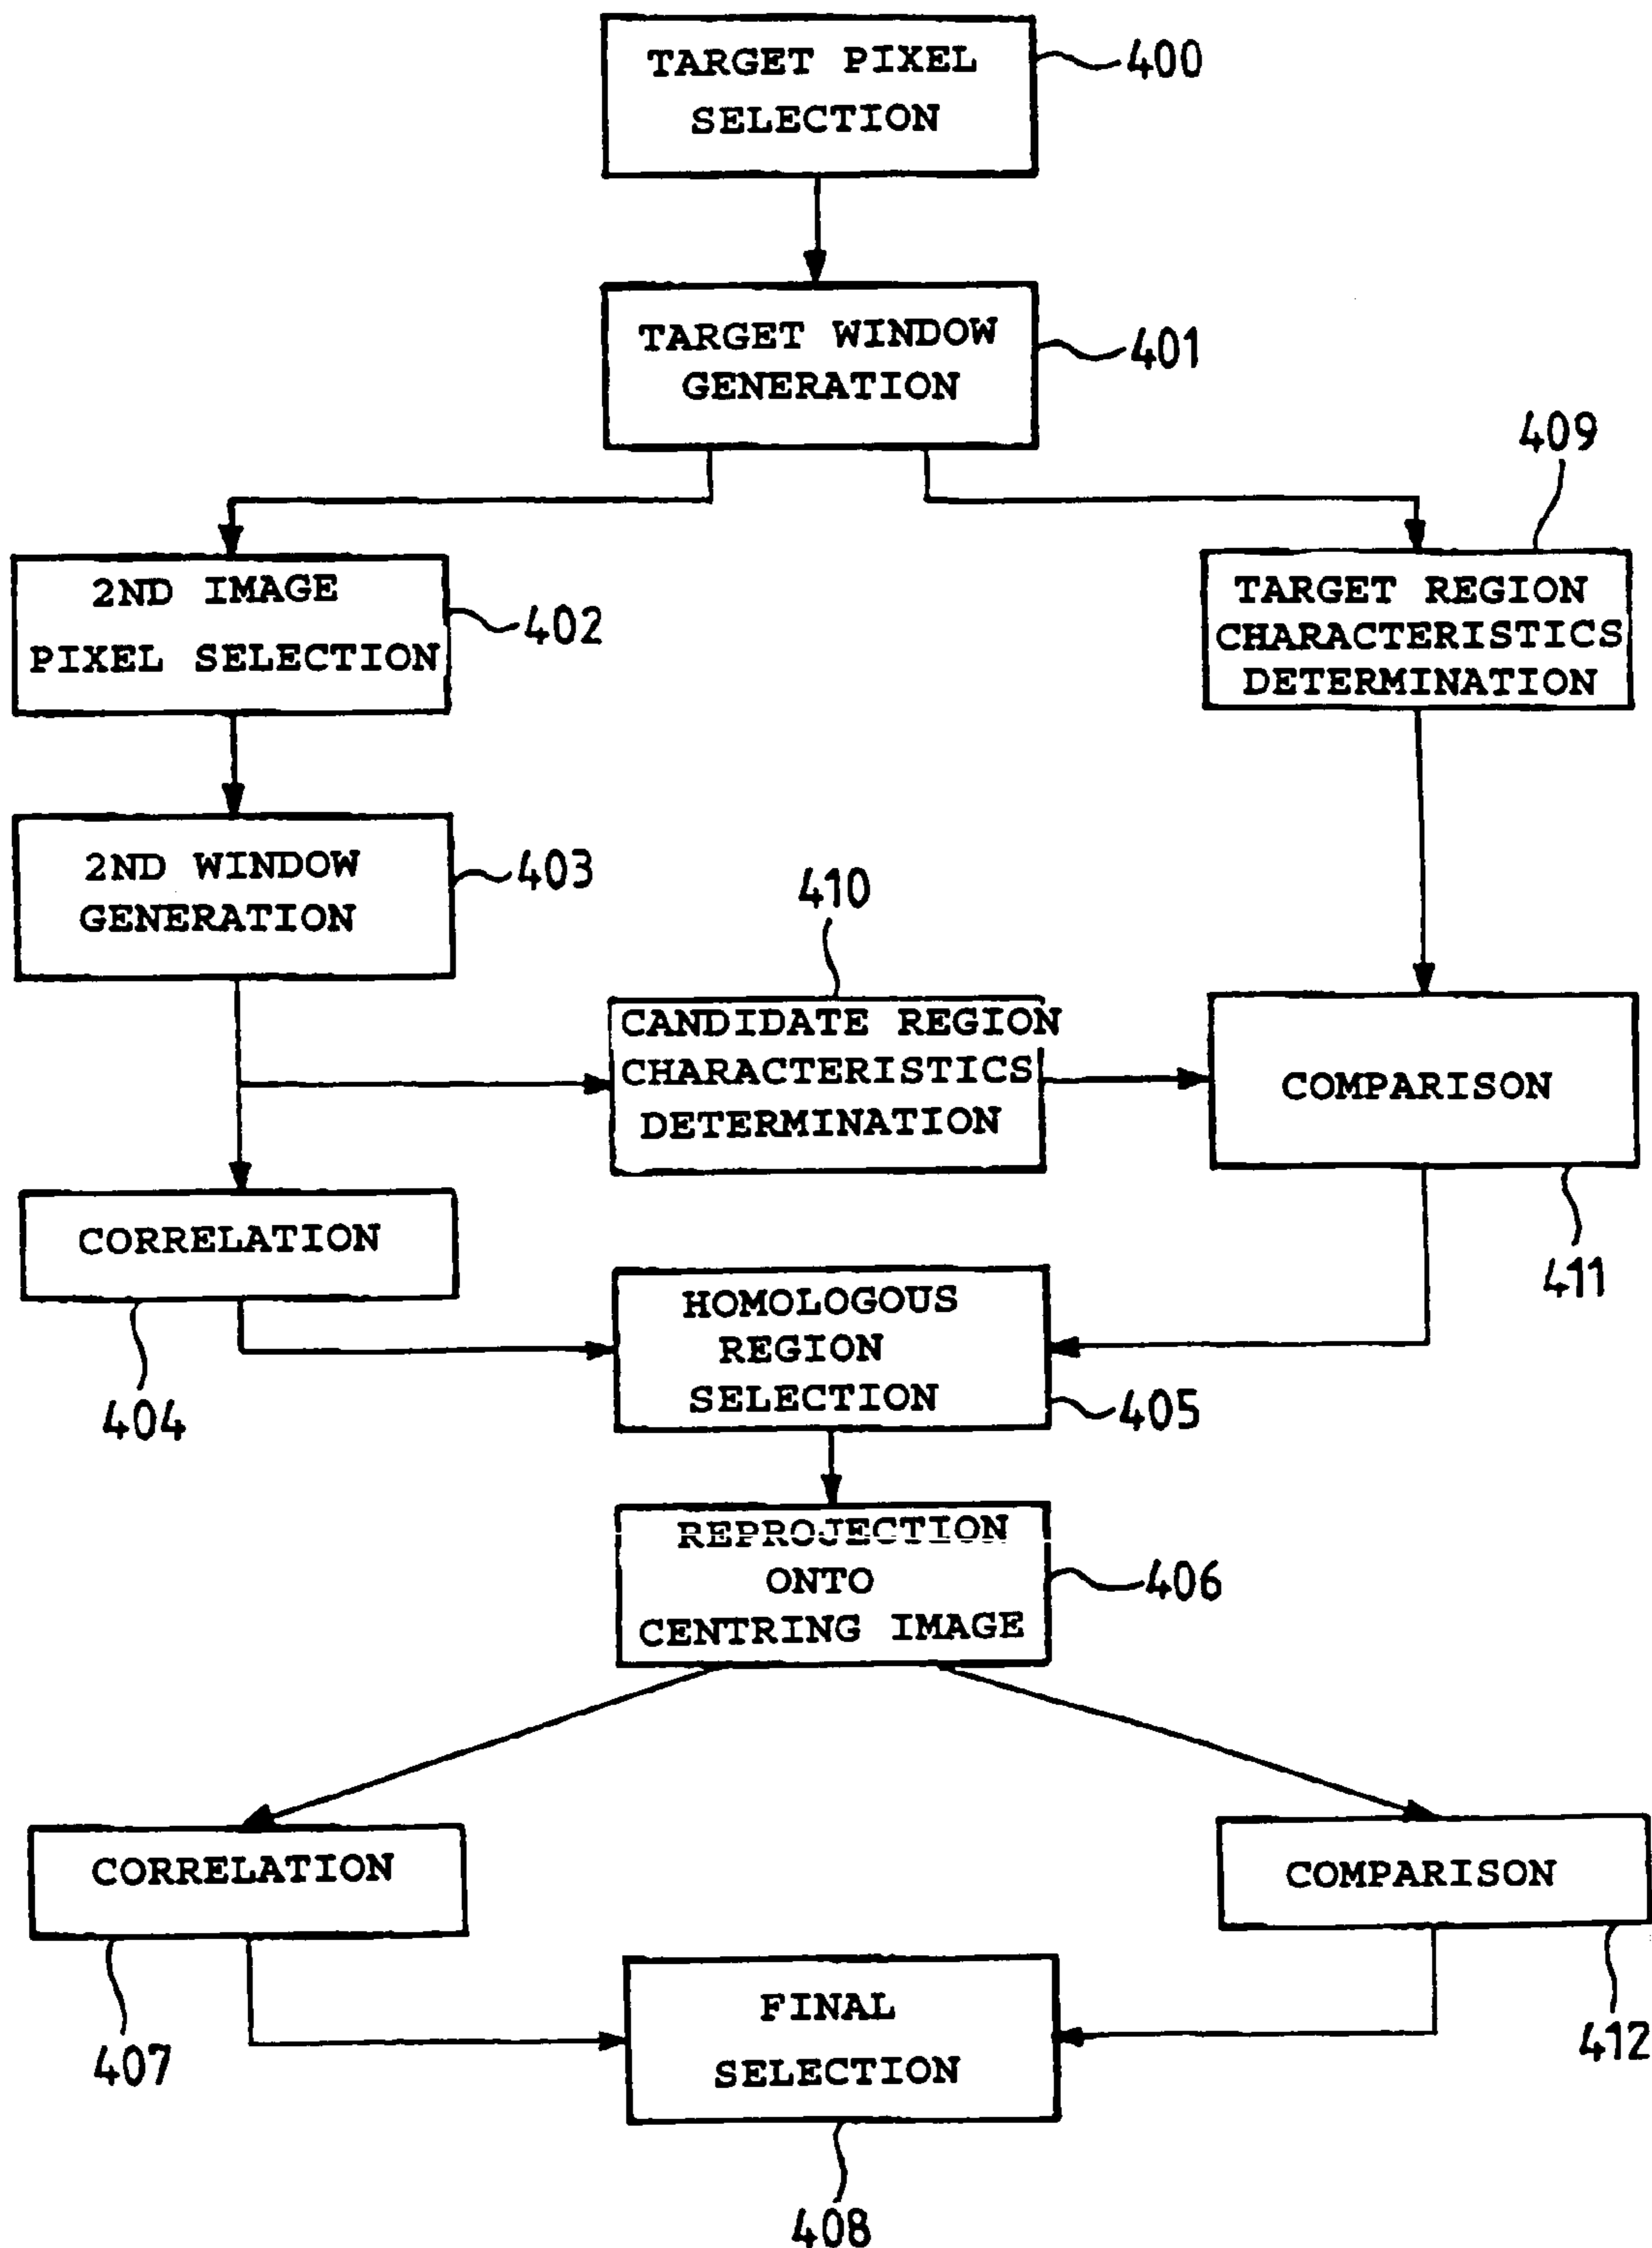 TARGET PIXEL
SELECTION
400
TARGET WINDOW
GENERATION
401
409
2ND IMAGE
PIXEL SELECTION
402
TARGET REGION
CHARACTERISTICS
DETERMINATION
2ND WINDOW
GENERATION
403
410
CANDIDATE REGION
CHARACTERISTICS
DETERMINATION
COMPARISON
411
CORRELATION
404
HOMOLOGOUS
REGION
SELECTION
405
REPROJECTION
ONTO
CENTRING IMAGE
406
CORRELATION
407
COMPARISON
412
FINAL
SELECTION
408